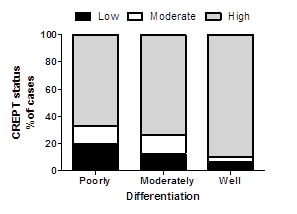 Low Moderate High
CREPT status
% of cases
100
80
60
40
20
0
Poorly Moderately Well
Differentiation